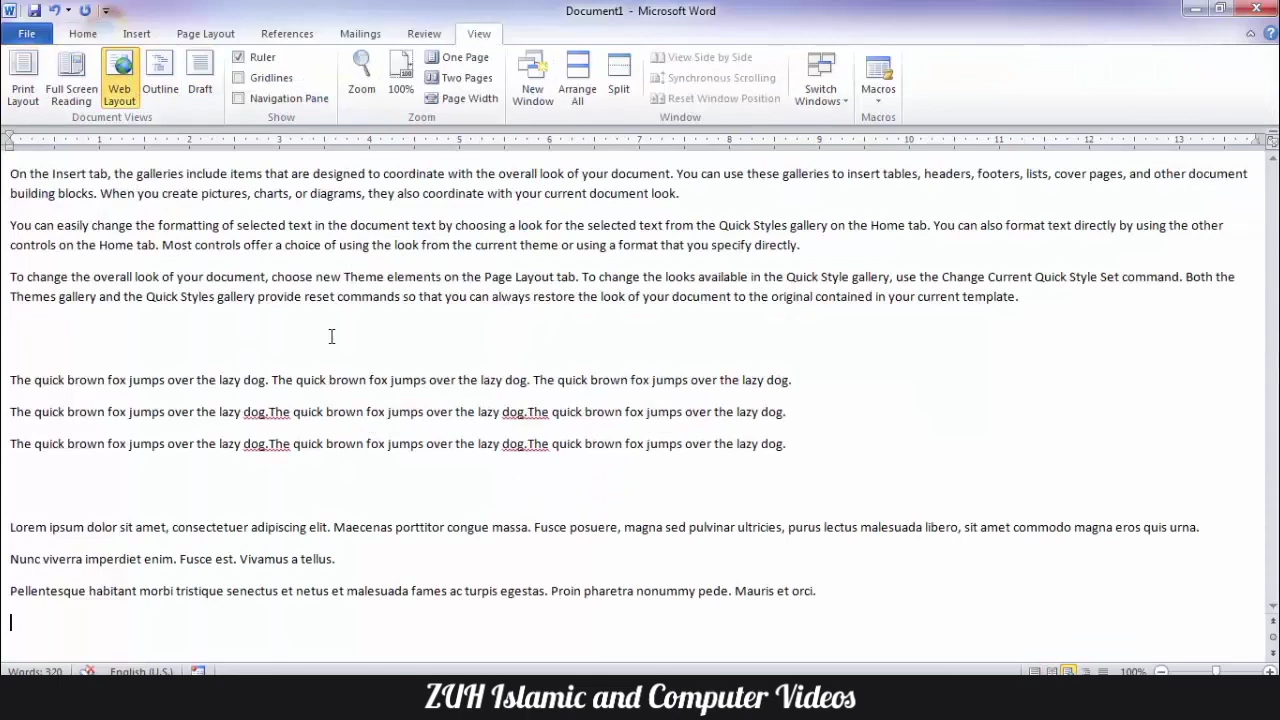 Document1 - Microsoft Word
File Home Insert Page Layout References Mailings Review View
Print Layout
Full Screen Reading
Web Layout
Outline
Draft
Document Views
Ruler
Gridlines
Navigation Pane
Show
Zoom
100%
One Page
Two Pages
Page Width
Zoom
New Window
Arrange All
Split
View Side by Side
Synchronous Scrolling
Reset Window Position
Window
Switch Windows
Macros
Macros
1 2 3 4 5 6 7 8 9 10 11 12 13
On the Insert tab, the galleries include items that are designed to coordinate with the overall look of your document. You can use these galleries to insert tables, headers, footers, lists, cover pages, and other document
building blocks. When you create pictures, charts, or diagrams, they also coordinate with your current document look.
You can easily change the formatting of selected text in the document text by choosing a look for the selected text from the Quick Styles gallery on the Home tab. You can also format text directly by using the other
controls on the Home tab. Most controls offer a choice of using the look from the current theme or using a format that you specify directly.
To change the overall look of your document, choose new Theme elements on the Page Layout tab. To change the looks available in the Quick Style gallery, use the Change Current Quick Style Set command. Both the
Themes gallery and the Quick Styles gallery provide reset commands so that you can always restore the look of your document to the original contained in your current template.
The quick brown fox jumps over the lazy dog. The quick brown fox jumps over the lazy dog. The quick brown fox jumps over the lazy dog.
The quick brown fox jumps over the lazy dog.The quick brown fox jumps over the lazy dog.The quick brown fox jumps over the lazy dog.
The quick brown fox jumps over the lazy dog.The quick brown fox jumps over the lazy dog.The quick brown fox jumps over the lazy dog.
Lorem ipsum dolor sit amet, consectetuer adipiscing elit. Maecenas porttitor congue massa. Fusce posuere, magna sed pulvinar ultricies, purus lectus malesuada libero, sit amet commodo magna eros quis urna.
Nunc viverra imperdiet enim. Fusce est. Vivamus a tellus.
Pellentesque habitant morbi tristique senectus et netus et malesuada fames ac turpis egestas. Proin pharetra nonummy pede. Mauris et orci.
Words: 320 English (U.S.) 100%
ZUH Islamic and Computer Videos